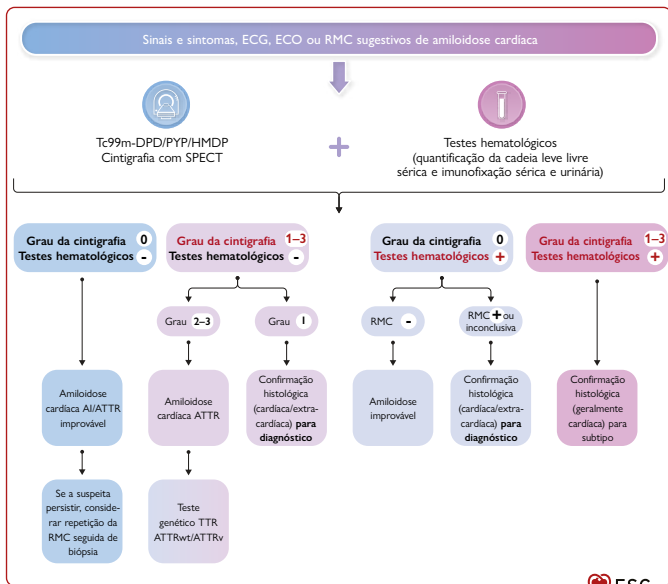 Sinais e sintomas, ECG, ECO ou RMC sugestivos de amiloidose cardíaca
Tc99m-DPD/PYP/HMDP
Cintigrafia com SPECT
+
Testes hematológicos
(quantificação da cadeia leve livre
sérica e imunofixação sérica e urinária)
Grau da cintigrafia 0
Testes hematológicos -
Grau da cintigrafia 1–3
Testes hematológicos -
Grau da cintigrafia 0
Testes hematológicos +
Grau da cintigrafia 1–3
Testes hematológicos +
Grau 2–3
Grau 1
RMC -
RMC + ou
inconclusiva
Amiloidose
cardíaca Al/ATTR
improvável
Amiloidose
cardíaca ATTR
Confirmação
histológica
(cardíaca/extra-
cardíaca) para
diagnóstico
Amiloidose
improvável
Confirmação
histológica
(cardíaca/extra-
cardíaca) para
diagnóstico
Confirmação
histológica
(geralmente
cardíaca) para
subtipo
Se a suspeita
persistir, conside-
rar repetição da
RMC seguida de
biópsia
Teste
genético TTR
ATTRwt/ATTRv